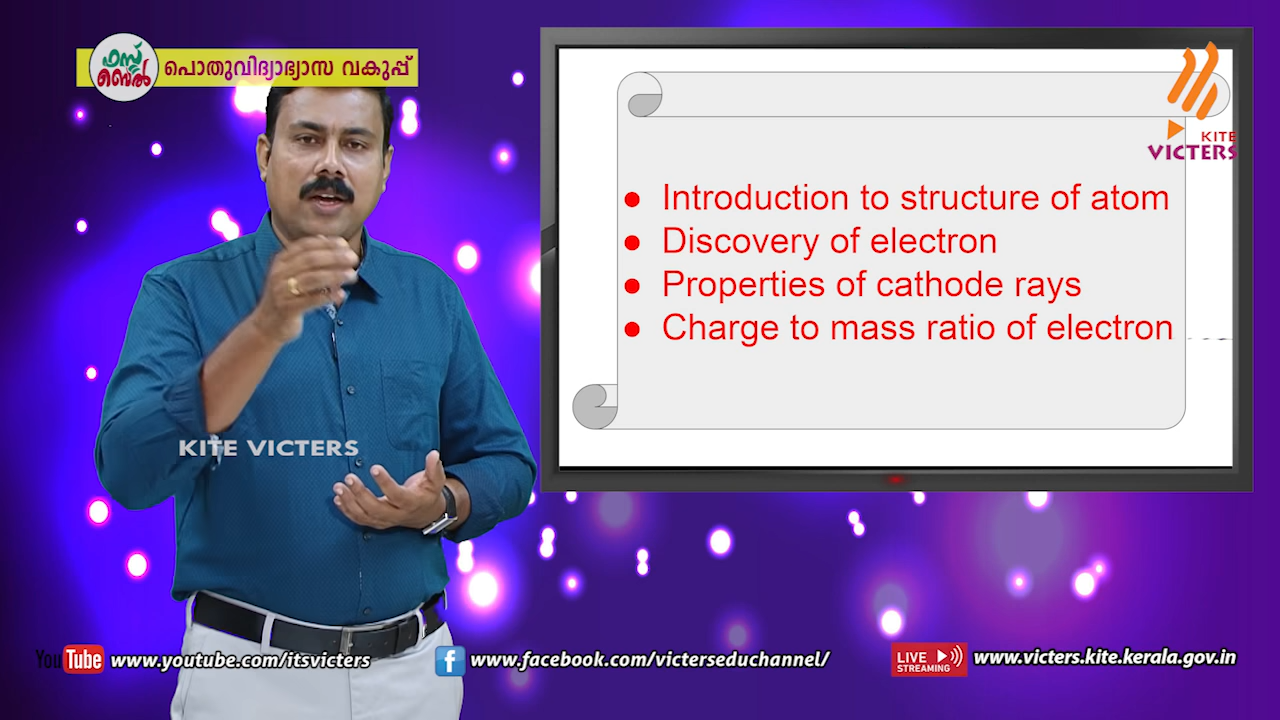 ഫസ്റ്റ്
ബെൽ
പൊതുവിദ്യാഭ്യാസ വകുപ്പ്
KITE
VICTERS
● Introduction to structure of atom
● Discovery of electron
● Properties of cathode rays
● Charge to mass ratio of electron
KITE VICTERS
YouTube www.youtube.com/itsvicters
f www.facebook.com/victerseduchannel/
LIVE
STREAMING
www.victers.kite.kerala.gov.in